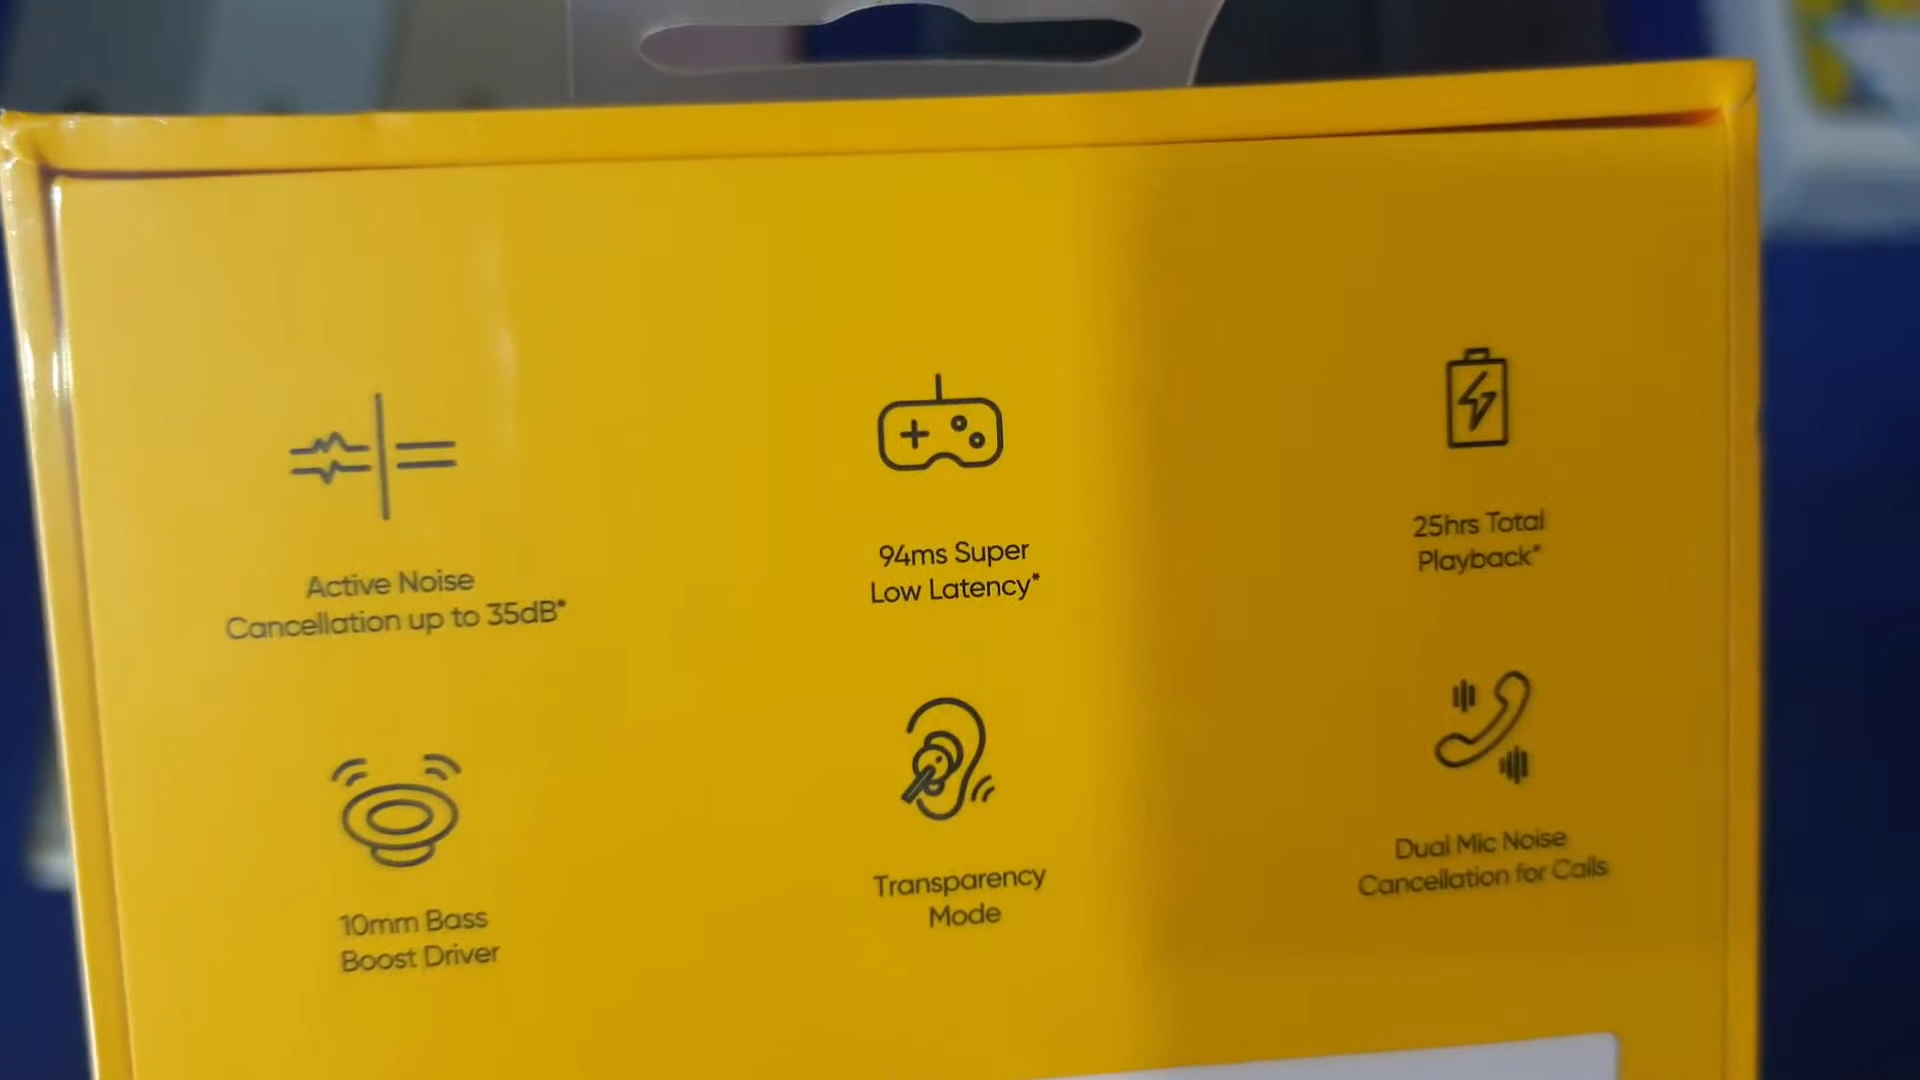 Active Noise
Cancellation up to 35dB*
94ms Super
Low Latency*
25hrs Total
Playback*
10mm Bass
Boost Driver
Transparency
Mode
Dual Mic Noise
Cancellation for Calls